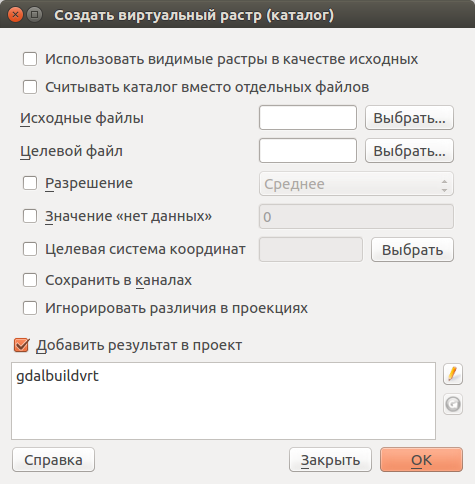 Создать виртуальный растр (каталог)
Использовать видимые растры в качестве исходных
Считывать каталог вместо отдельных файлов
Исходные файлы Выбрать...
Целевой файл Выбрать...
Разрешение Среднее
Значение «нет данных» 0
Целевая система координат Выбрать
Сохранить в каналах
Игнорировать различия в проекциях
Добавить результат в проект
gdalbuildvrt
Справка Закрыть OK